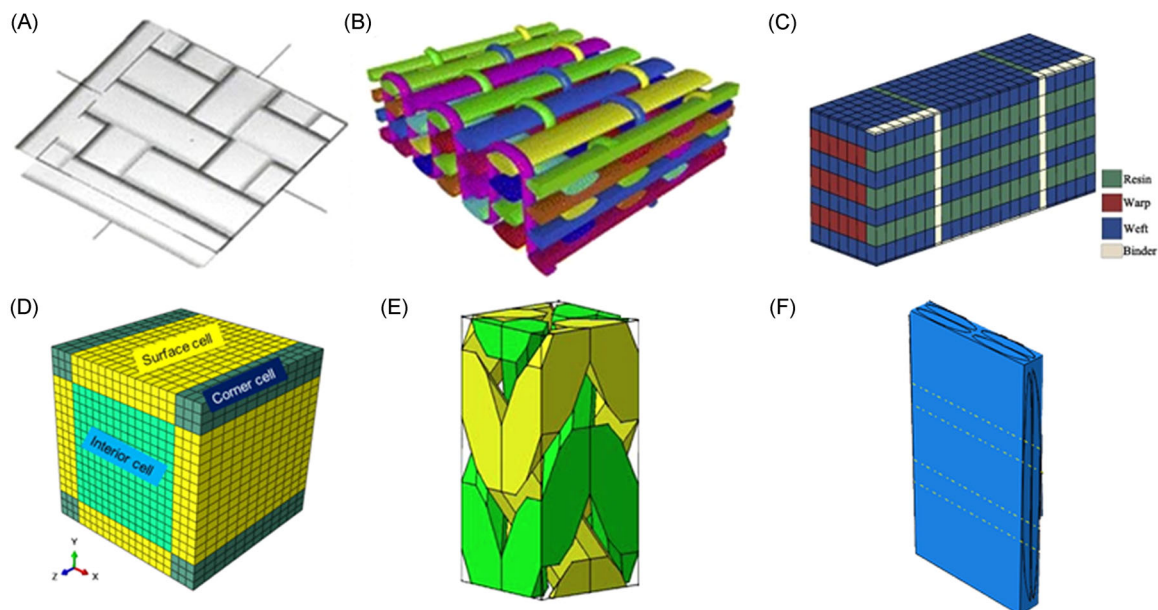 (A)
(B)
(C)
Resin
Warp
Weft
Binder
(D)
Surface cell
Corner cell
Interior cell
Y
Z
X
(E)
(F)